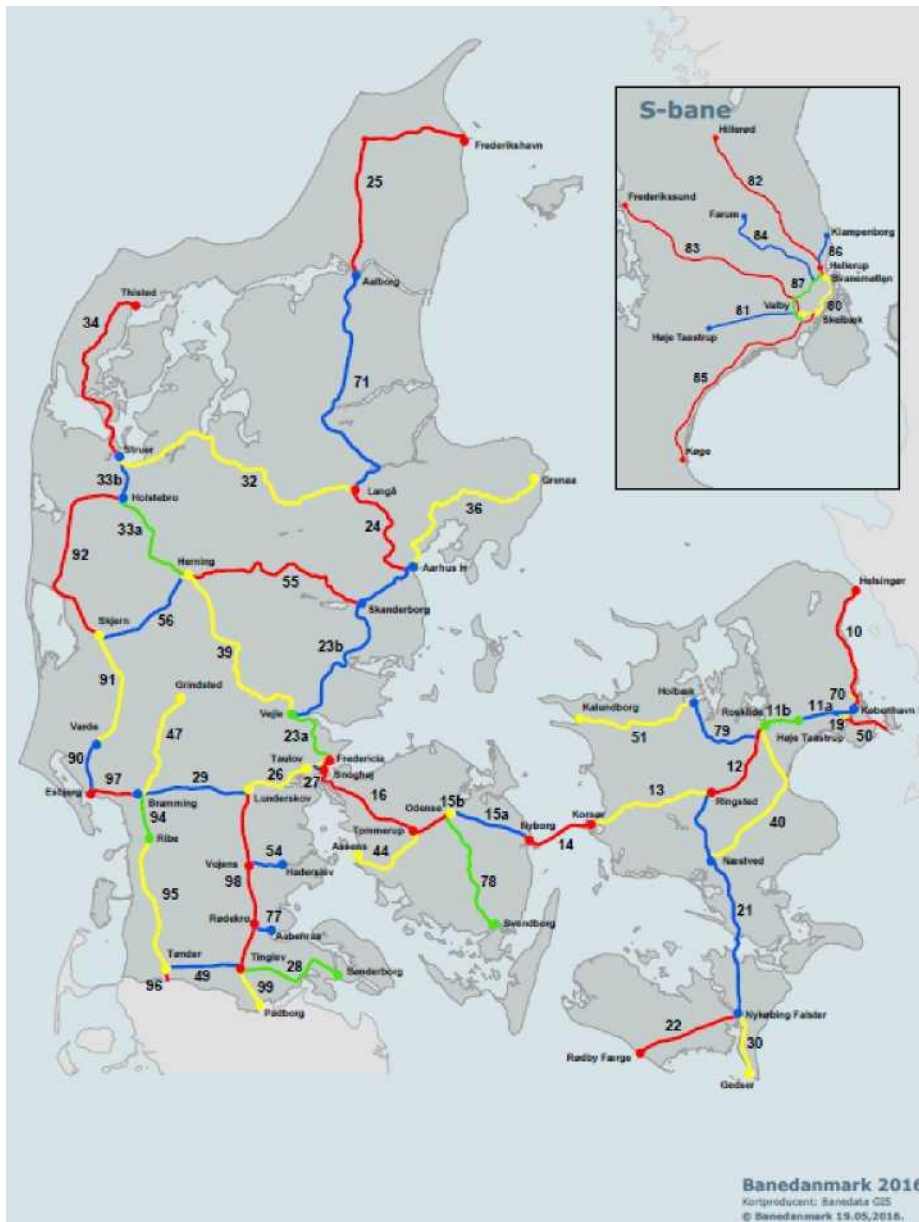 S-bane
Hillerød
82
Frederikssund
Farum
84
Klampenborg
83
86
Hellerup
Svanemøllen
87
Valby
80
81
Skelbæk
Høje Taastrup
85
Køge
Frederikshavn
25
Aalborg
Thisted
34
71
Struer
32
33b
Holstebro
Langå
36
Grenaa
33a
24
92
Herning
Aarhus H
55
Skanderborg
Helsingør
56
Skjern
23b
10
39
91
Grindsted
Vejle
Kalundborg
Holbæk
70
Roskilde
11b
11a
København
19
50
Høje Taastrup
79
51
47
Varde
23a
Fredericia
Taulov
Snoghøj
90
97
29
26
27
12
Esbjerg
Bramming
Lunderskov
16
Odense
15b
15a
13
Korsør
Ringsted
94
Tommerup
Nyborg
14
40
Ribe
Assens
44
54
Vojens
Haderslev
Næstved
95
98
78
77
Rødekro
Aabenraa
Svendborg
21
Tønder
Tinglev
28
Sønderborg
49
96
99
Padborg
Nykøbing Falster
22
30
Rødby Færge
Gedser
Banedanmark 2016
Kortproducent: Banedata GIS
© Banedanmark 19.05.2016.